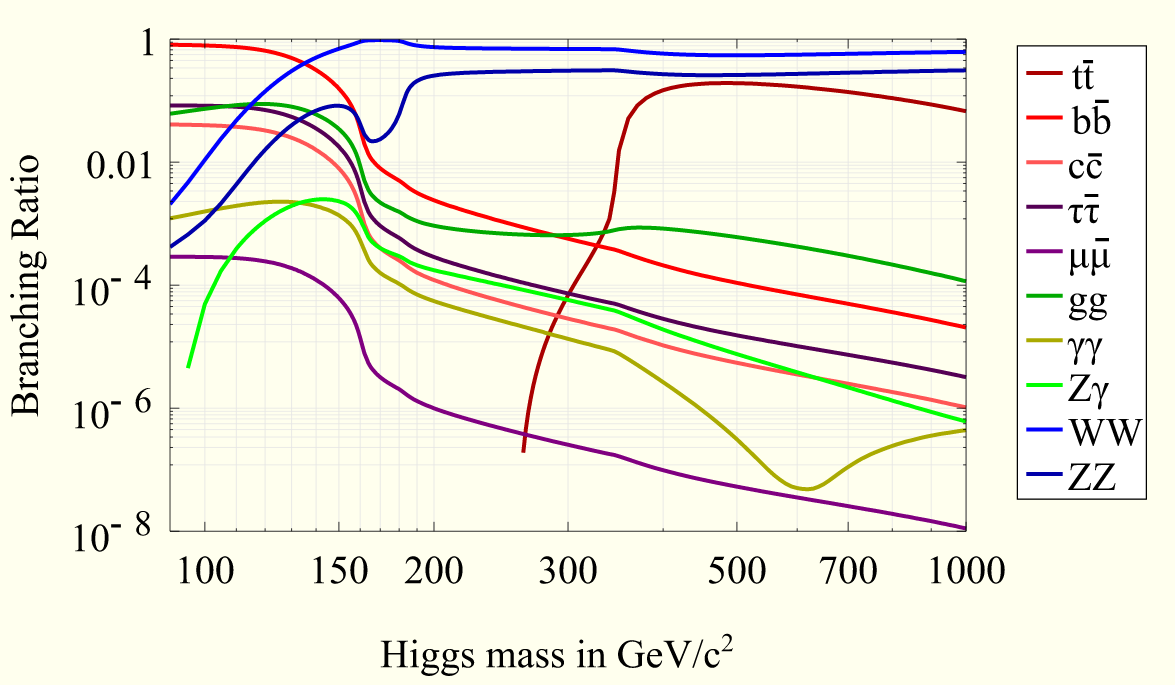 Branching Ratio
1
0.01
10⁻⁴
10⁻⁶
10⁻⁸
100 150 200 300 500 700 1000
Higgs mass in GeV/c²
tt̄
bb̄
cc̄
ττ̄
μμ̄
gg
γγ
Zγ
WW
ZZ